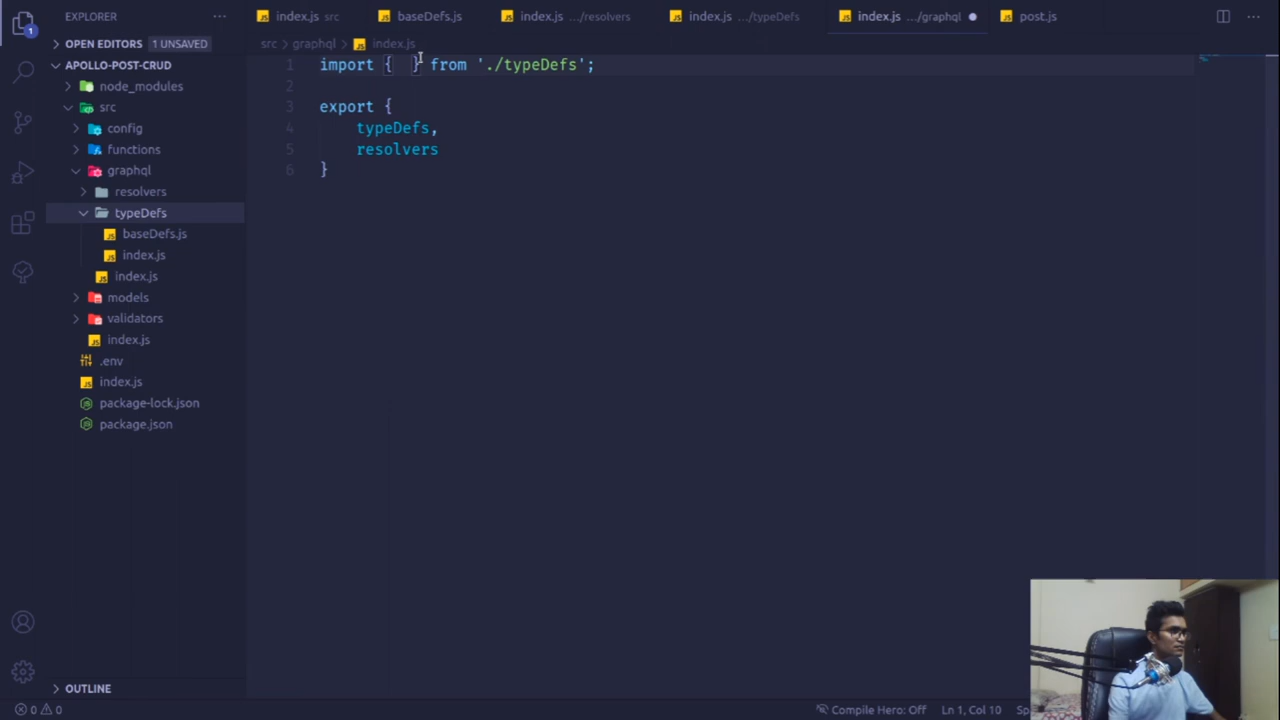 EXPLORER
index.js src
baseDefs.js
index.js .../resolvers
index.js .../typeDefs
index.js .../graphql
post.js
OPEN EDITORS 1 UNSAVED
src
graphql
index.js
1
APOLLO-POST-CRUD
1 import { } from './typeDefs';
node_modules
2
src
3 export {
config
4 typeDefs,
functions
5 resolvers
graphql
6 }
resolvers
typeDefs
baseDefs.js
index.js
index.js
models
validators
index.js
.env
index.js
package-lock.json
package.json
OUTLINE
0 0
Compile Hero: Off
Ln 1, Col 10